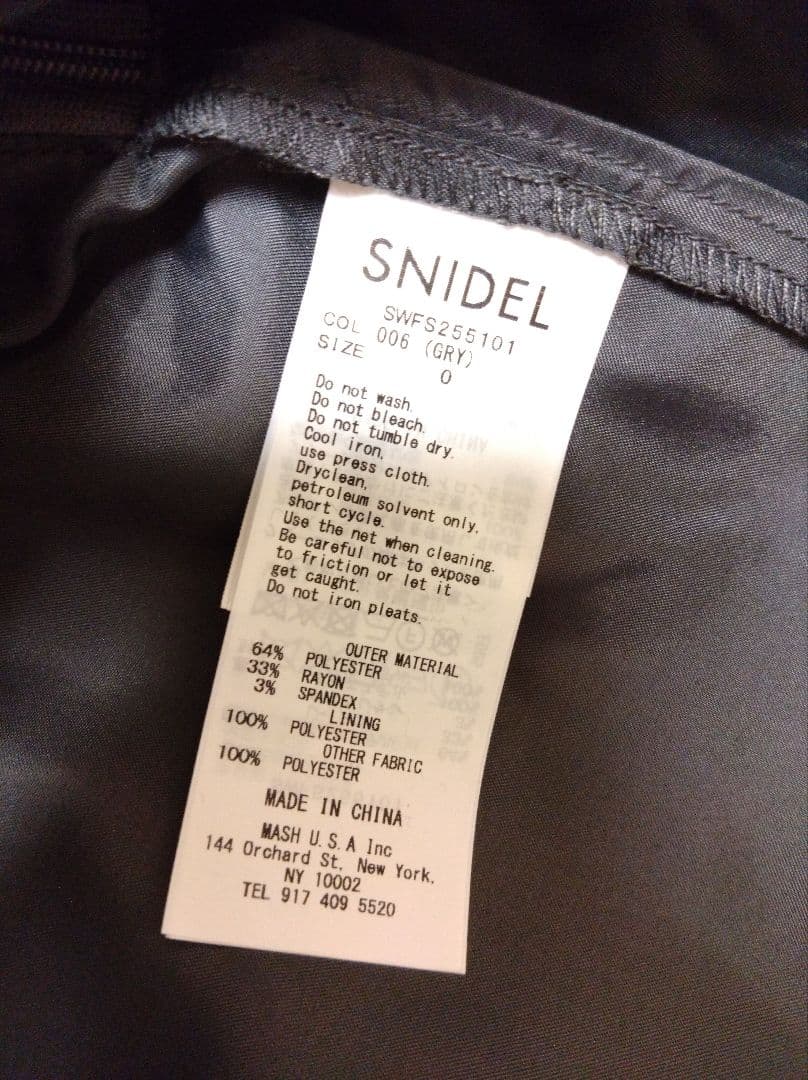 SNIDEL
SWFS255101
COL 006 (GRY)
SIZE 0
Do not wash.
Do not bleach.
Do not tumble dry.
Cool iron,
use press cloth.
Dryclean,
petroleum solvent only,
short cycle.
Use the net when cleaning.
Be careful not to expose
to friction or let it
get caught.
Do not iron pleats.
OUTER MATERIAL
64% POLYESTER
33% RAYON
3% SPANDEX
LINING
100% POLYESTER
OTHER FABRIC
100% POLYESTER
MADE IN CHINA
MASH U.S.A Inc
144 Orchard St, New York,
NY 10002
TEL 917 409 5520